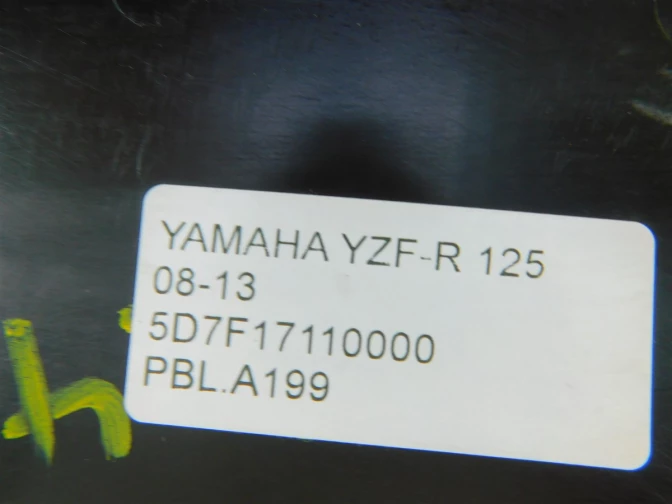 YAMAHA YZF-R 125
08-13
5D7F17110000
PBL.A199